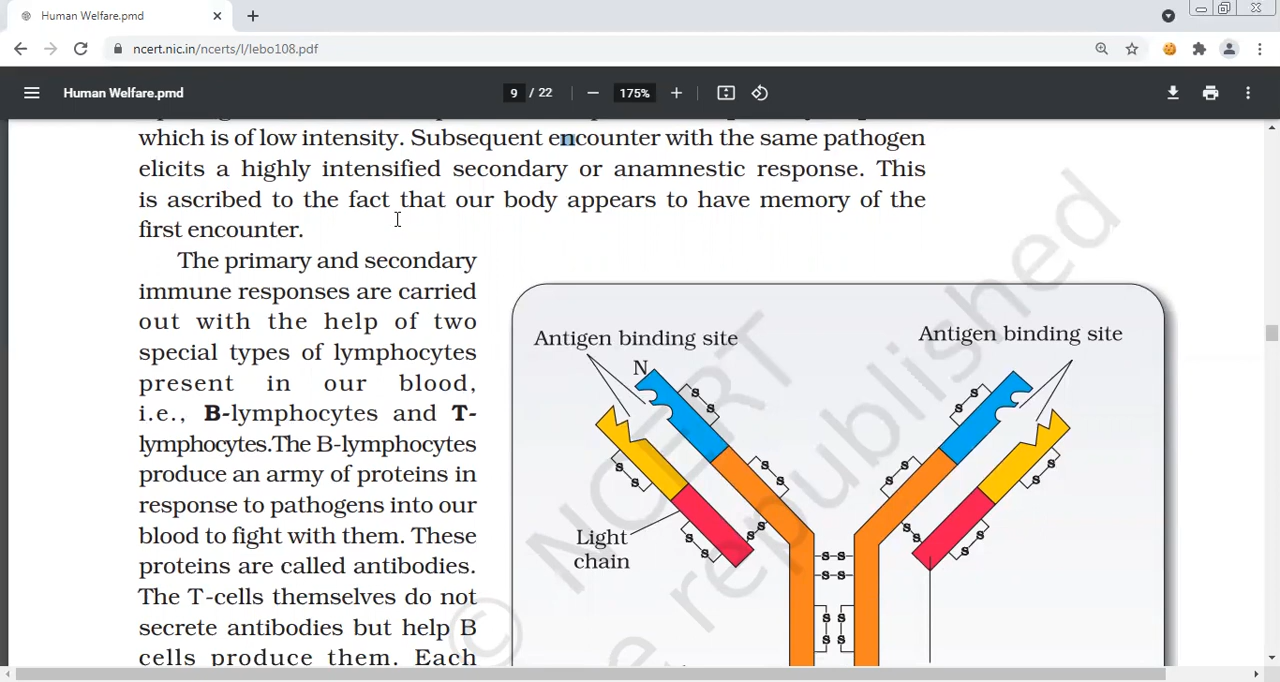 Human Welfare.pmd
ncert.nic.in/ncerts/l/lebo108.pdf
Human Welfare.pmd
9 / 22
175%
which is of low intensity. Subsequent encounter with the same pathogen
elicits a highly intensified secondary or anamnestic response. This
is ascribed to the fact that our body appears to have memory of the
first encounter.
The primary and secondary
immune responses are carried
out with the help of two
special types of lymphocytes
present in our blood,
i.e., B-lymphocytes and T-
lymphocytes.The B-lymphocytes
produce an army of proteins in
response to pathogens into our
blood to fight with them. These
proteins are called antibodies.
The T-cells themselves do not
secrete antibodies but help B
cells produce them. Each
Antigen binding site
Antigen binding site
N
s s
s s
s s
s s
s s
s s
s s
s s
s s
s s
Light
chain
s s
s s
s s
s s
© NCERT
republished